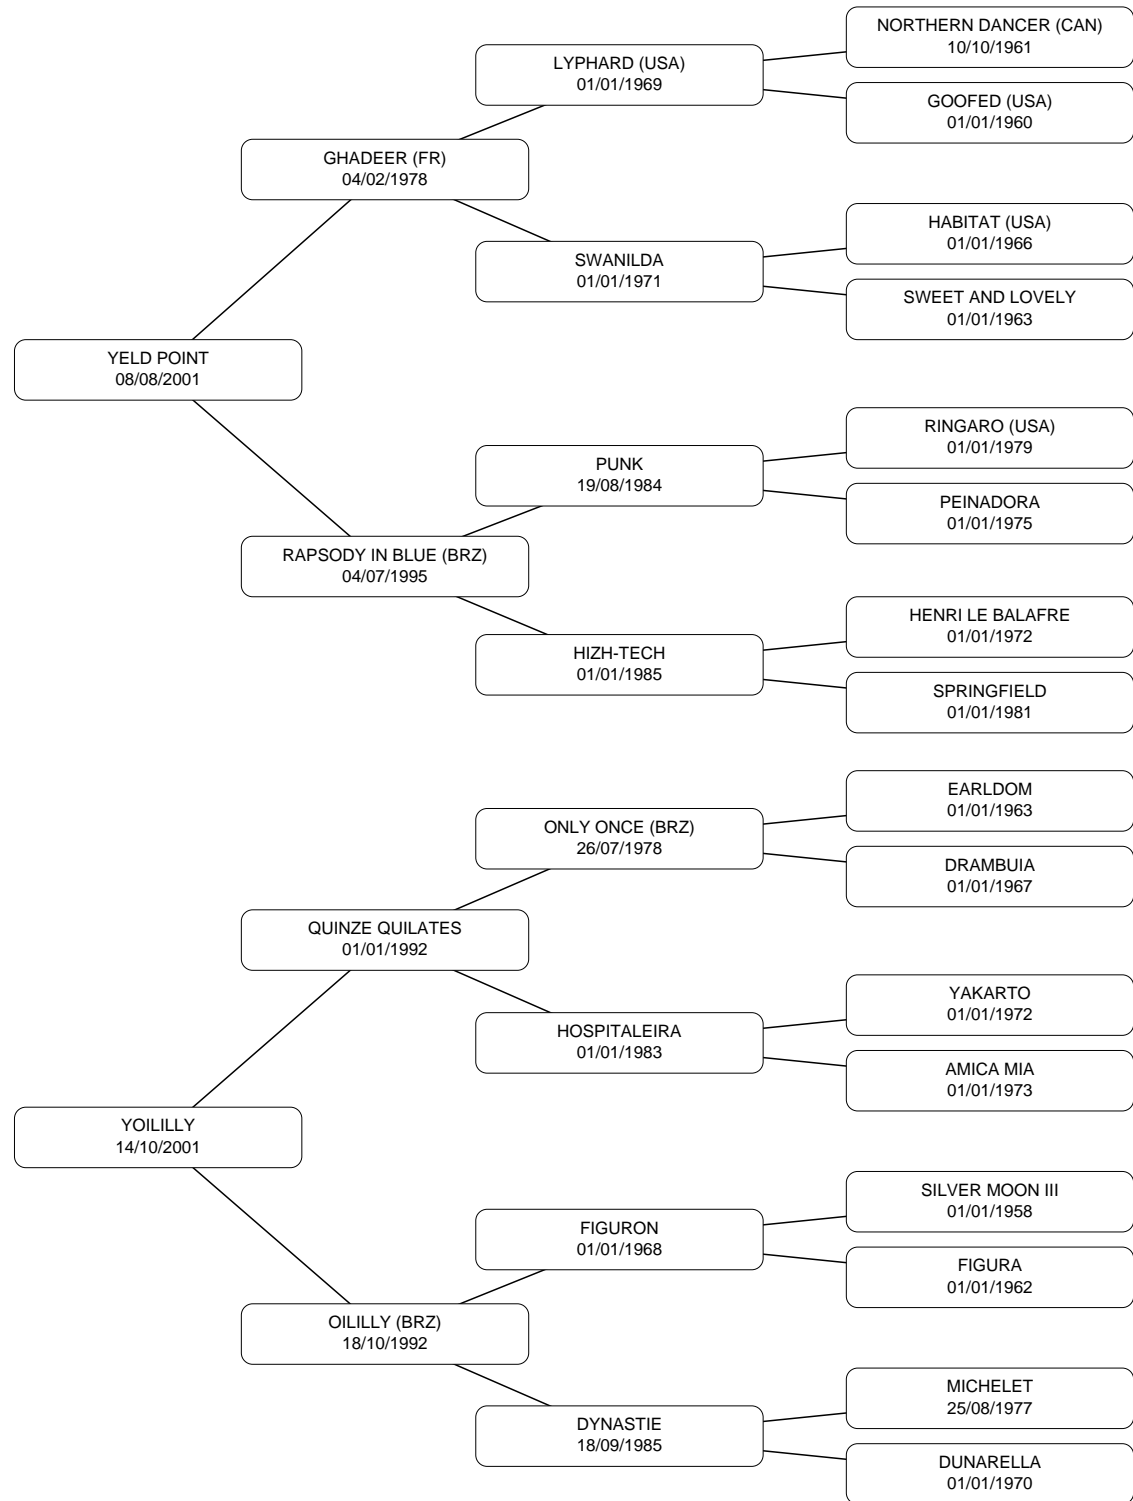 NORTHERN DANCER (CAN)
10/10/1961
LYPHARD (USA)
01/01/1969
GOOFED (USA)
01/01/1960
GHADEER (FR)
04/02/1978
HABITAT (USA)
01/01/1966
SWANILDA
01/01/1971
SWEET AND LOVELY
01/01/1963
YELD POINT
08/08/2001
RINGARO (USA)
01/01/1979
PUNK
19/08/1984
PEINADORA
01/01/1975
RAPSODY IN BLUE (BRZ)
04/07/1995
HENRI LE BALAFRE
01/01/1972
HIZH-TECH
01/01/1985
SPRINGFIELD
01/01/1981
EARLDOM
01/01/1963
ONLY ONCE (BRZ)
26/07/1978
DRAMBUIA
01/01/1967
QUINZE QUILATES
01/01/1992
YAKARTO
01/01/1972
HOSPITALEIRA
01/01/1983
AMICA MIA
01/01/1973
YOILILLY
14/10/2001
SILVER MOON III
01/01/1958
FIGURON
01/01/1968
FIGURA
01/01/1962
OILILLY (BRZ)
18/10/1992
MICHELET
25/08/1977
DYNASTIE
18/09/1985
DUNARELLA
01/01/1970